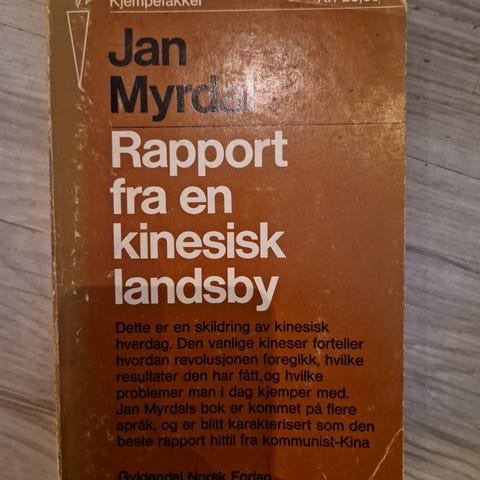 Kjempefakkel
Jan
Myrdal
Rapport
fra en
kinesisk
landsby
Dette er en skildring av kinesisk
hverdag. Den vanlige kineser forteller
hvordan revolusjonen foregikk, hvilke
resultater den har fått,og hvilke
problemer man i dag kjemper med.
Jan Myrdals bok er kommet på flere
språk, og er blitt karakterisert som den
beste rapport hittil fra kommunist-Kina
Gyldendal Norsk Forlag